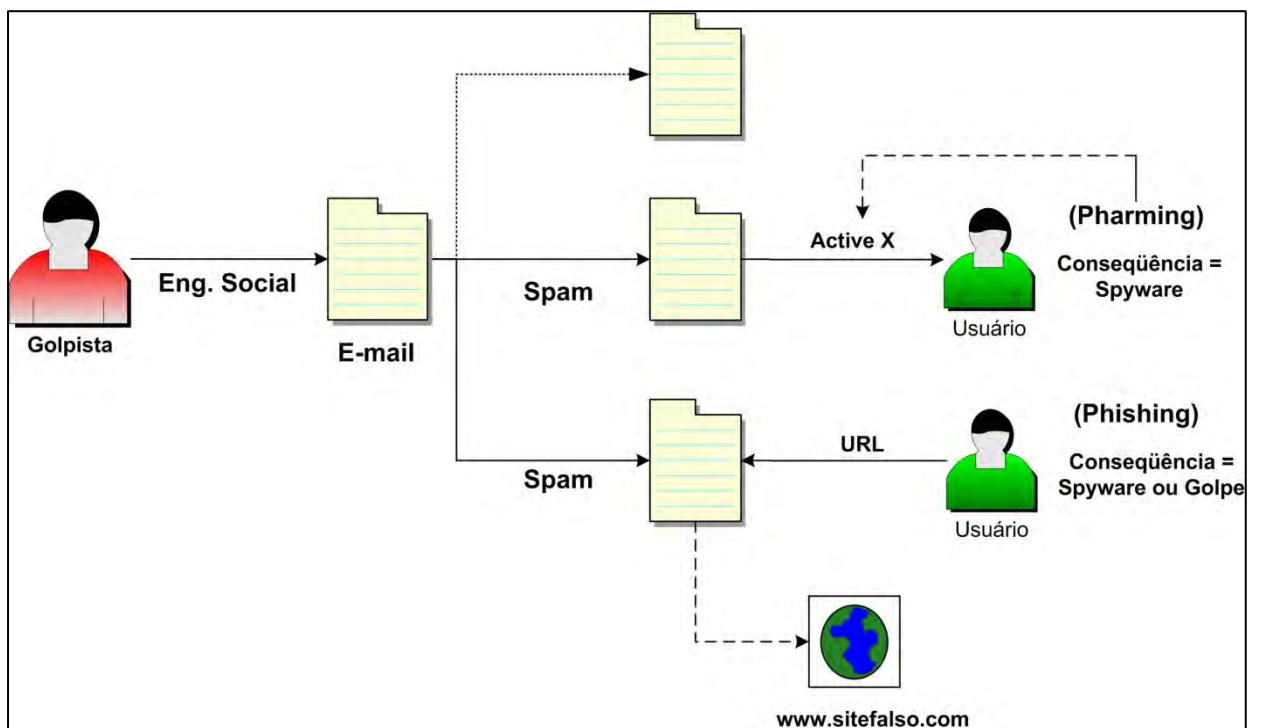 Golpista
Eng. Social
E-mail
Spam
Active X
Usuário
(Pharming)
Conseqüência =
Spyware
Spam
URL
Usuário
(Phishing)
Conseqüência =
Spyware ou Golpe
www.sitefalso.com